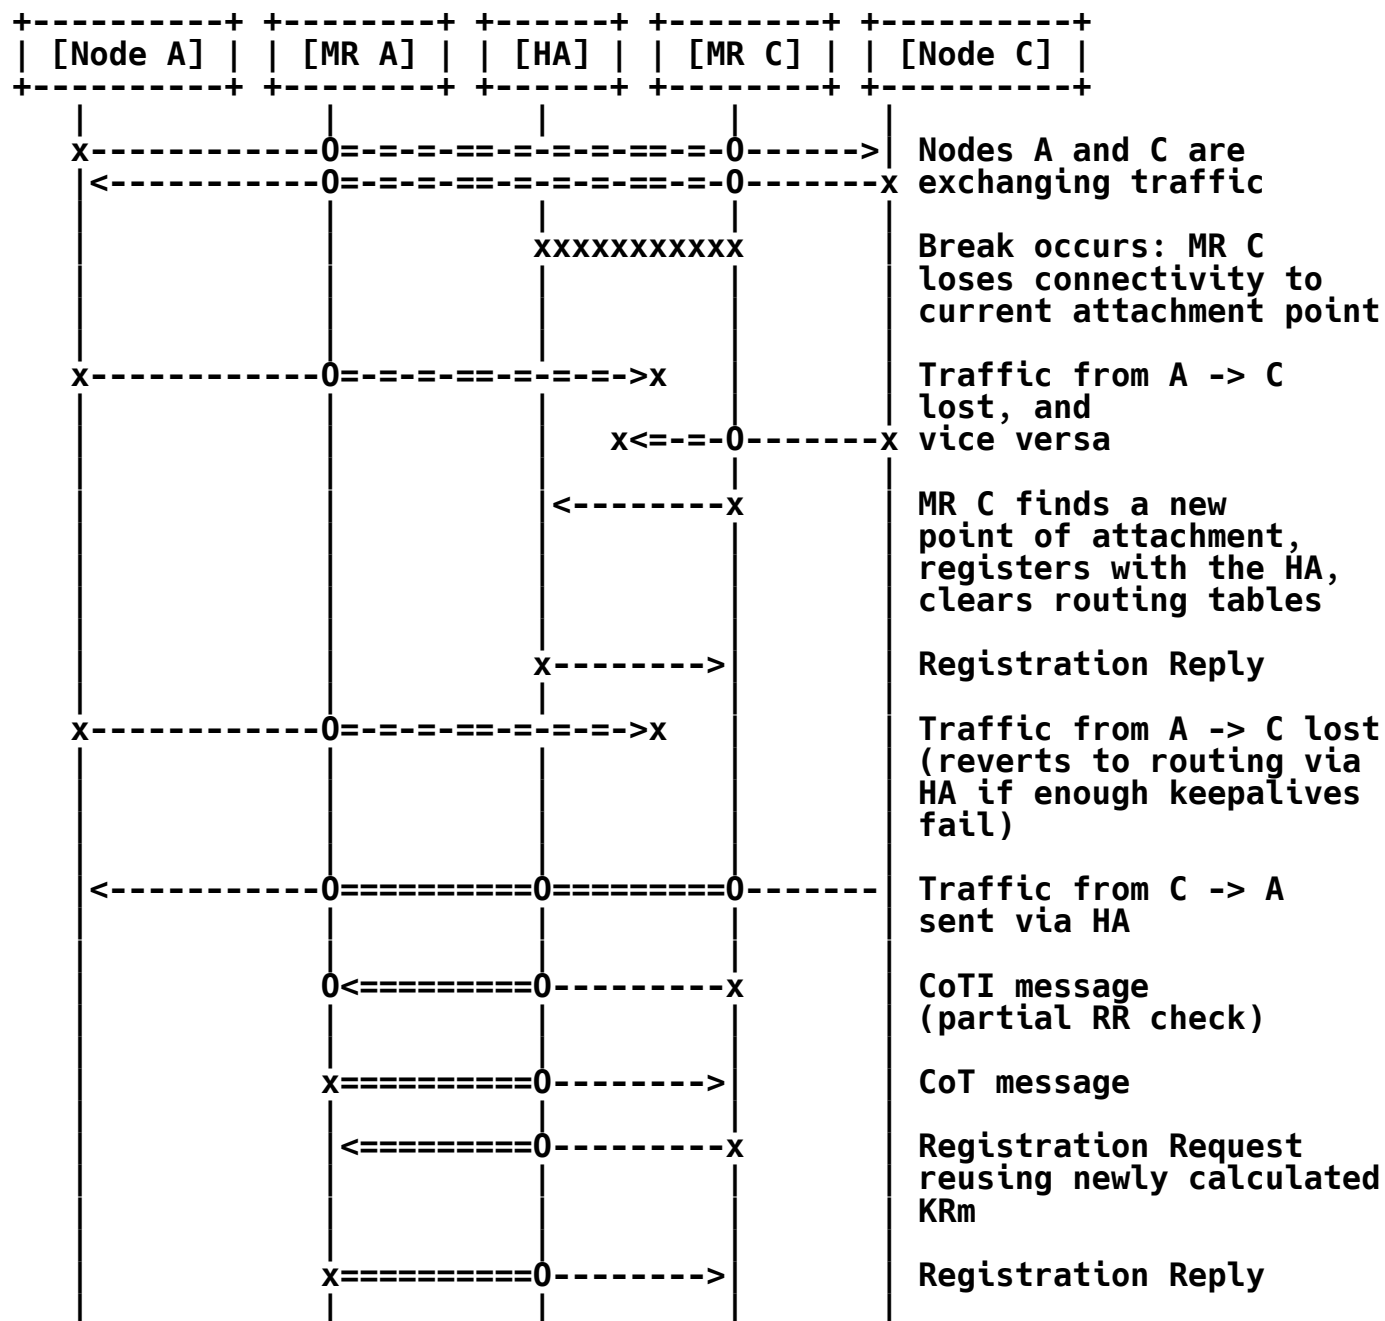 [Node A] [MR A] [HA] [MR C] [Node C]
x------------O=-=-=-==-=-=-=-==-=-O------> Nodes A and C are
<-----------O=-=-=-==-=-=-=-==-=-O-------x exchanging traffic
xxxxxxxxxxx Break occurs: MR C
loses connectivity to
current attachment point
x------------O=-=-=-==-=-=-=->x Traffic from A -> C
lost, and
x<=-=-O-------x vice versa
<--------x MR C finds a new
point of attachment,
registers with the HA,
clears routing tables
x--------> Registration Reply
x------------O=-=-=-==-=-=-=->x Traffic from A -> C lost
(reverts to routing via
HA if enough keepalives
fail)
<-----------O==========O=========O------- Traffic from C -> A
sent via HA
O<=========O---------x CoTI message
(partial RR check)
x==========O--------> CoT message
<=========O---------x Registration Request
reusing newly calculated
KRm
x==========O--------> Registration Reply